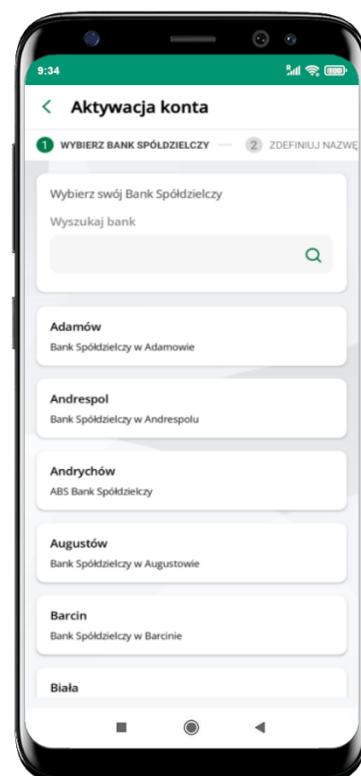 9:34
Aktywacja konta
1 WYBIERZ BANK SPÓŁDZIELCZY 2 ZDEFINIUJ NAZWĘ
Wybierz swój Bank Spółdzielczy
Wyszukaj bank
Adamów
Bank Spółdzielczy w Adamowie
Andrespol
Bank Spółdzielczy w Andrespolu
Andrychów
ABS Bank Spółdzielczy
Augustów
Bank Spółdzielczy w Augustowie
Barcin
Bank Spółdzielczy w Barcinie
Biała